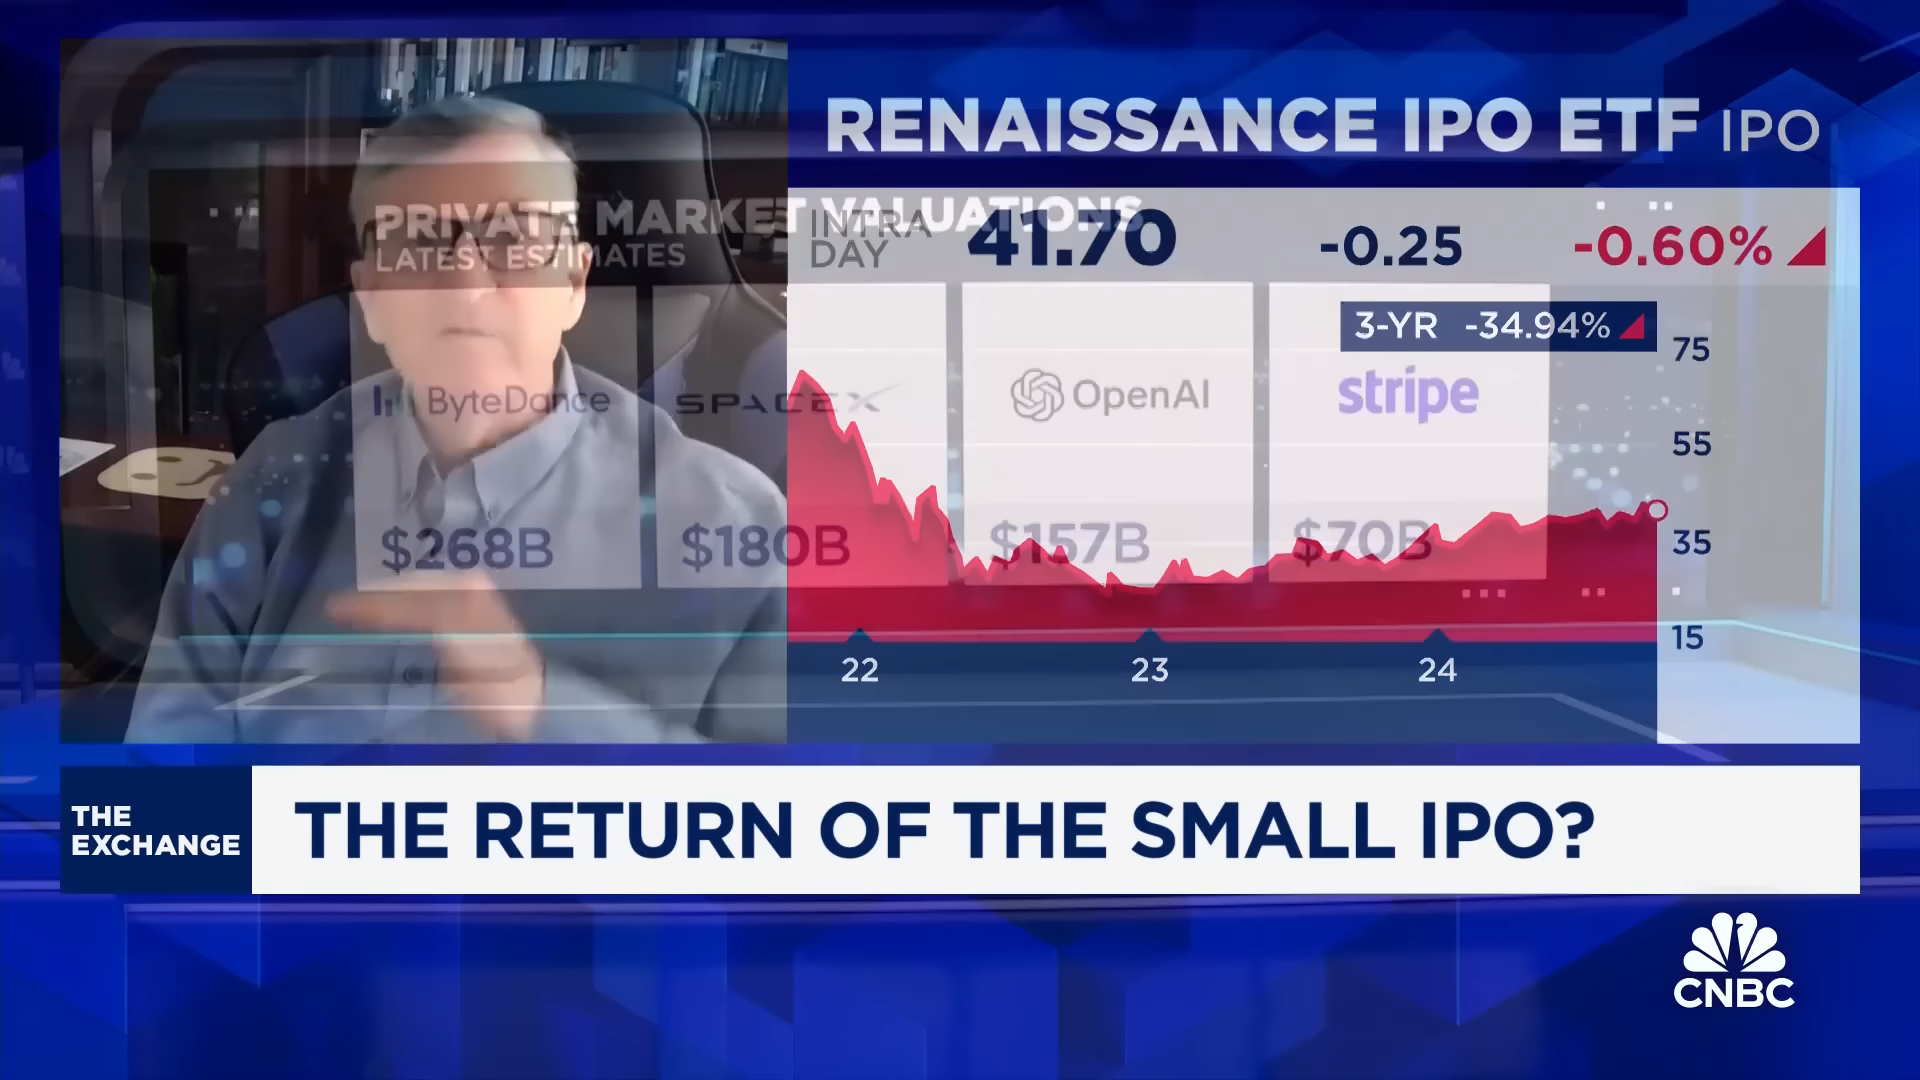 RENAISSANCE IPO ETF IPO
PRIVATE MARKET VALUATIONS
LATEST ESTIMATES
INTRA
DAY
41.70 -0.25 -0.60%
3-YR -34.94%
75
ByteDance SPACEX OpenAI stripe
55
$268B $180B $157B $70B
35
15
22 23 24
THE
EXCHANGE
THE RETURN OF THE SMALL IPO?
CNBC